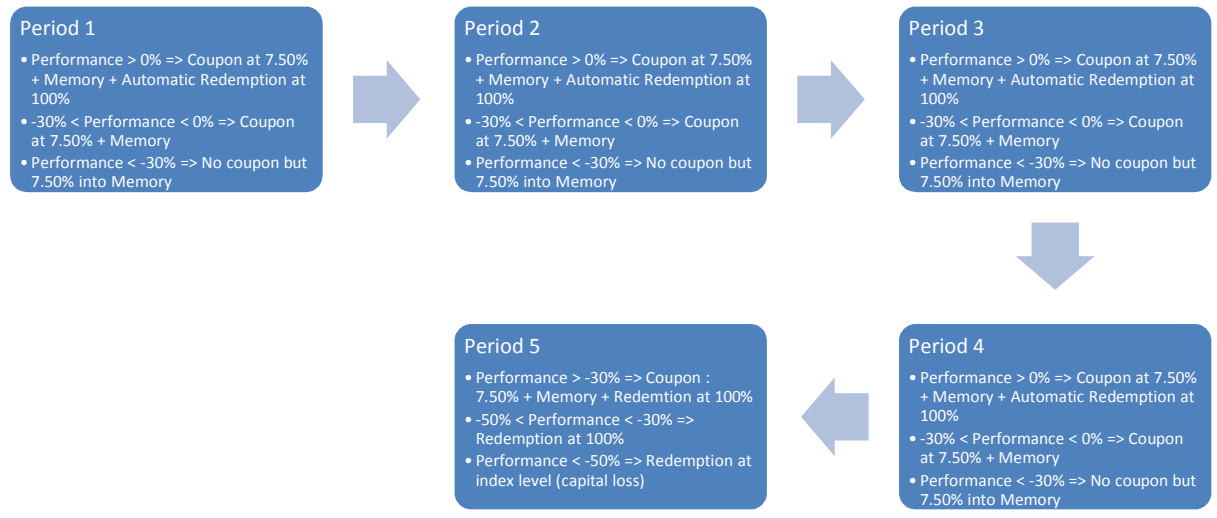 Period 1
• Performance > 0% => Coupon at 7.50%
+ Memory + Automatic Redemption at
100%
• -30% < Performance < 0% => Coupon
at 7.50% + Memory
• Performance < -30% => No coupon but
7.50% into Memory
Period 2
• Performance > 0% => Coupon at 7.50%
+ Memory + Automatic Redemption at
100%
• -30% < Performance < 0% => Coupon
at 7.50% + Memory
• Performance < -30% => No coupon but
7.50% into Memory
Period 3
• Performance > 0% => Coupon at 7.50%
+ Memory + Automatic Redemption at
100%
• -30% < Performance < 0% => Coupon
at 7.50% + Memory
• Performance < -30% => No coupon but
7.50% into Memory
Period 4
• Performance > 0% => Coupon at 7.50%
+ Memory + Automatic Redemption at
100%
• -30% < Performance < 0% => Coupon
at 7.50% + Memory
• Performance < -30% => No coupon but
7.50% into Memory
Period 5
• Performance > -30% => Coupon :
7.50% + Memory + Redemtion at 100%
• -50% < Performance < -30% =>
Redemption at 100%
• Performance < -50% => Redemption at
index level (capital loss)